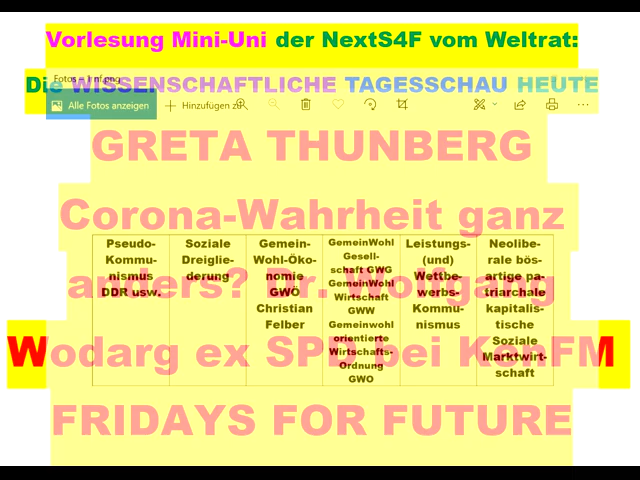 Vorlesung Mini-Uni der NextS4F vom Weltrat:
Die WISSENSCHAFTLICHE TAGESSCHAU HEUTE
Alle Fotos anzeigen
Hinzufügen zu
GRETA THUNBERG
Corona-Wahrheit ganz
anders? Dr. Wolfgang
Wodarg ex SPD bei KenFM
FRIDAYS FOR FUTURE
Pseudo-
Kommu-
nismus
DDR usw.
Soziale
Dreiglie-
derung
Gemein-
Wohl-Öko-
nomie
GWÖ
Christian
Felber
GemeinWohl
Gesell-
schaft GWG
GemeinWohl
Wirtschaft
GWW
Gemeinwohl
orientierte
Wirtschafts-
Ordnung
GWO
Leistungs-
(und)
Wettbe-
werbs-
Kommu-
nismus
Neolibe-
rale bös-
artige pa-
triarchale
kapitalis-
tische
Soziale
Marktwirt-
schaft